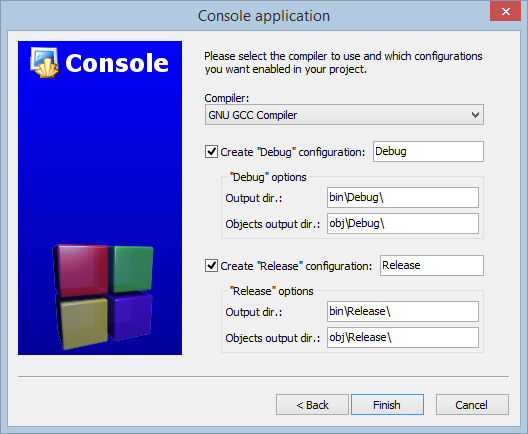 Console application
Console
Please select the compiler to use and which configurations
you want enabled in your project.
Compiler:
GNU GCC Compiler
Create "Debug" configuration: Debug
"Debug" options
Output dir.: bin\Debug\
Objects output dir.: obj\Debug\
Create "Release" configuration: Release
"Release" options
Output dir.: bin\Release\
Objects output dir.: obj\Release\
< Back Finish Cancel